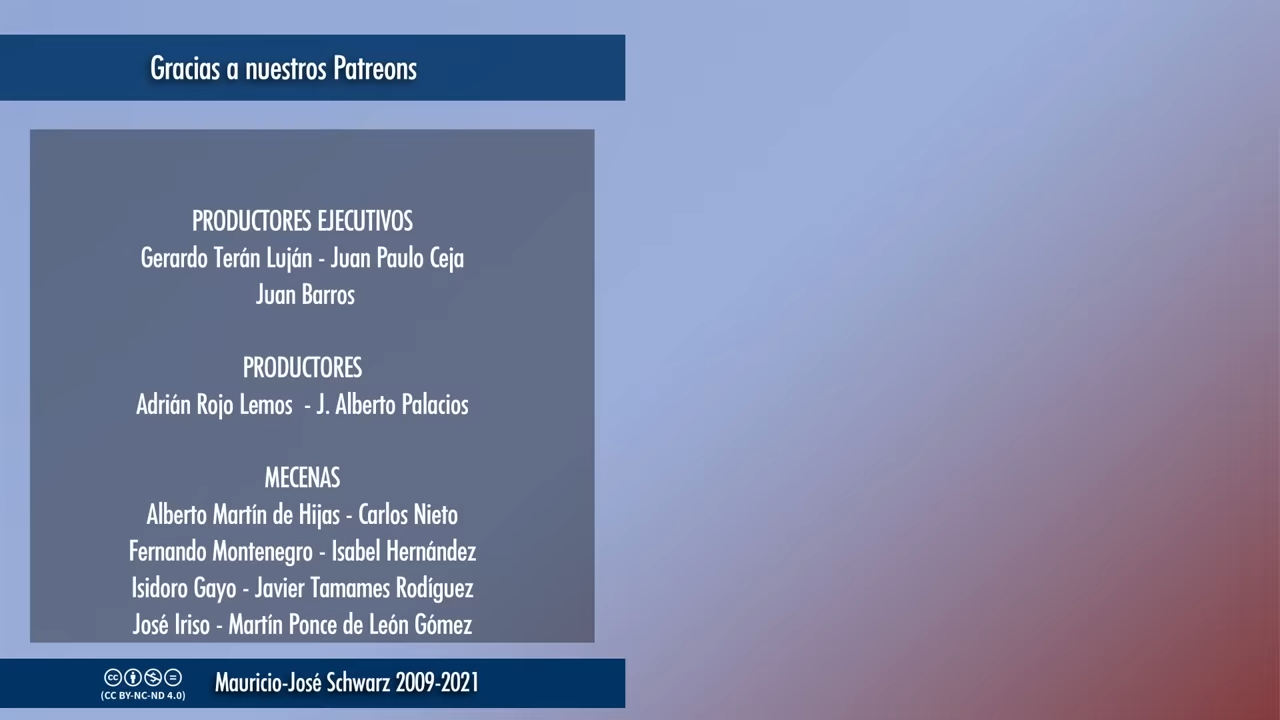 Gracias a nuestros Patreons
PRODUCTORES EJECUTIVOS
Gerardo Terán Luján - Juan Paulo Ceja
Juan Barros
PRODUCTORES
Adrián Rojo Lemos - J. Alberto Palacios
MECENAS
Alberto Martín de Hijas - Carlos Nieto
Fernando Montenegro - Isabel Hernández
Isidoro Gayo - Javier Tamames Rodíguez
José Iriso - Martín Ponce de León Gómez
(CC BY-NC-ND 4.0)
Mauricio-José Schwarz 2009-2021